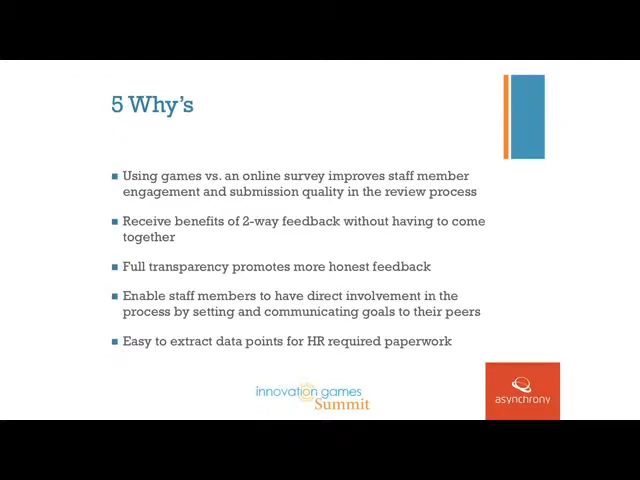 5 Why's
Using games vs. an online survey improves staff member
engagement and submission quality in the review process
Receive benefits of 2-way feedback without having to come
together
Full transparency promotes more honest feedback
Enable staff members to have direct involvement in the
process by setting and communicating goals to their peers
Easy to extract data points for HR required paperwork
innovation games
Summit
asynchrony